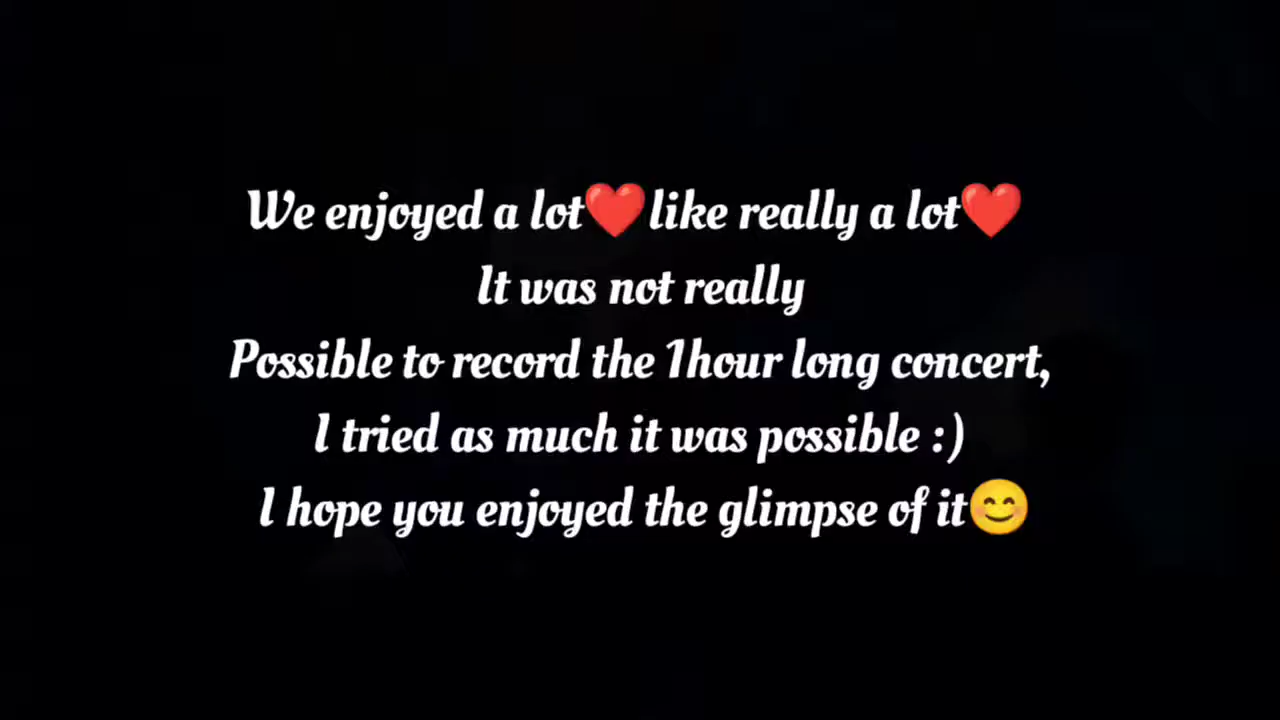 We enjoyed a lot❤️like really a lot❤️
It was not really
Possible to record the 1hour long concert,
I tried as much it was possible :)
I hope you enjoyed the glimpse of it😊